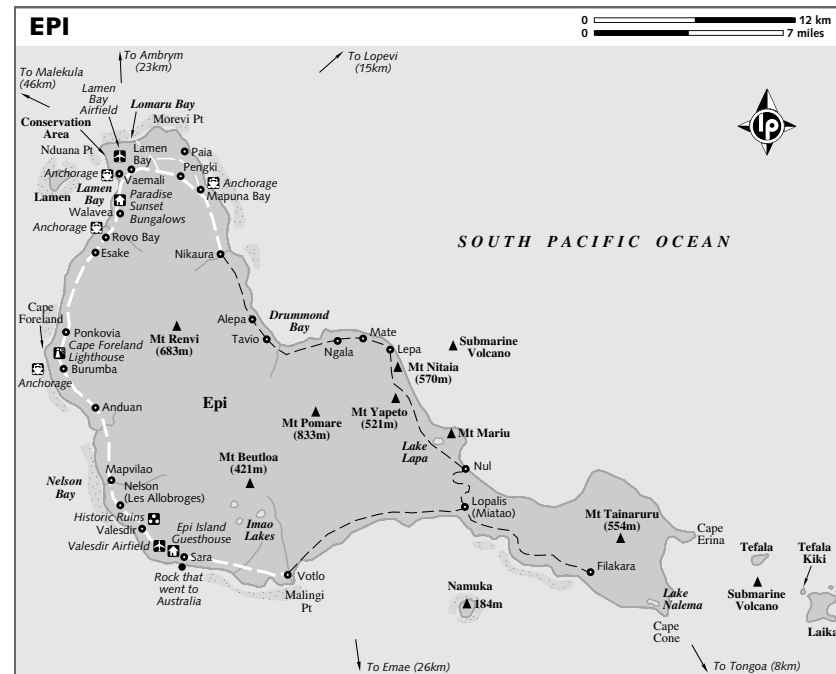 EPI
0 12 km
0 7 miles
To Ambrym
(23km)
To Lopevi
(15km)
To Malekula
(46km)
Lamen
Bay
Airfield
Lomaru Bay
Morevi Pt
Conservation
Area
Nduana Pt
Lamen
Bay
Paia
Pengki
Anchorage
Vaemali
Anchorage
Mapuna Bay
Lamen
Lamen
Bay
Paradise
Sunset
Bungalows
Walavea
Anchorage
Rovo Bay
Esake
Nikaura
lp
SOUTH PACIFIC OCEAN
Cape
Foreland
Alepa
Drummond
Bay
Tavio
Ngala
Mate
Lepa
Submarine
Volcano
Ponkovia
Mt Renvi
(683m)
Cape Foreland
Lighthouse
Burumba
Anchorage
Mt Nitaia
(570m)
Anduan
Epi
Mt Pomare
(833m)
Mt Yapeto
(521m)
Mt Mariu
Lake
Lapa
Nul
Mt Beutloa
(421m)
Nelson
Bay
Mapvilao
Nelson
(Les Allobroges)
Historic Ruins
Valesdir
Valesdir Airfield
Epi Island
Guesthouse
Imao
Lakes
Sara
Rock that
went to
Australia
Votlo
Malingi
Pt
Lopalis
(Miatao)
Mt Tainaruru
(554m)
Cape
Erina
Filakara
Namuka
184m
Lake
Nalema
Cape
Cone
Tefala
Submarine
Volcano
Tefala
Kiki
Laika
To Emae (26km)
To Tongoa (8km)